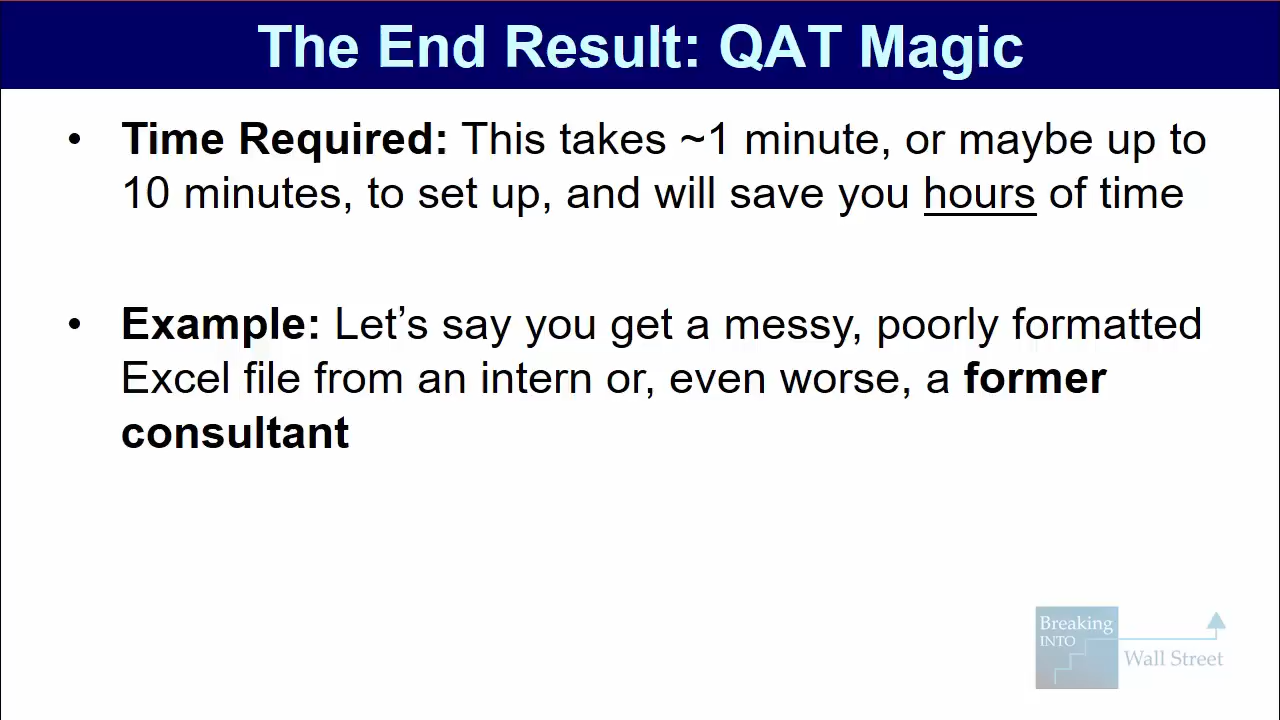 The End Result: QAT Magic
• Time Required: This takes ~1 minute, or maybe up to
10 minutes, to set up, and will save you hours of time
• Example: Let’s say you get a messy, poorly formatted
Excel file from an intern or, even worse, a former
consultant
Breaking
INTO
Wall Street